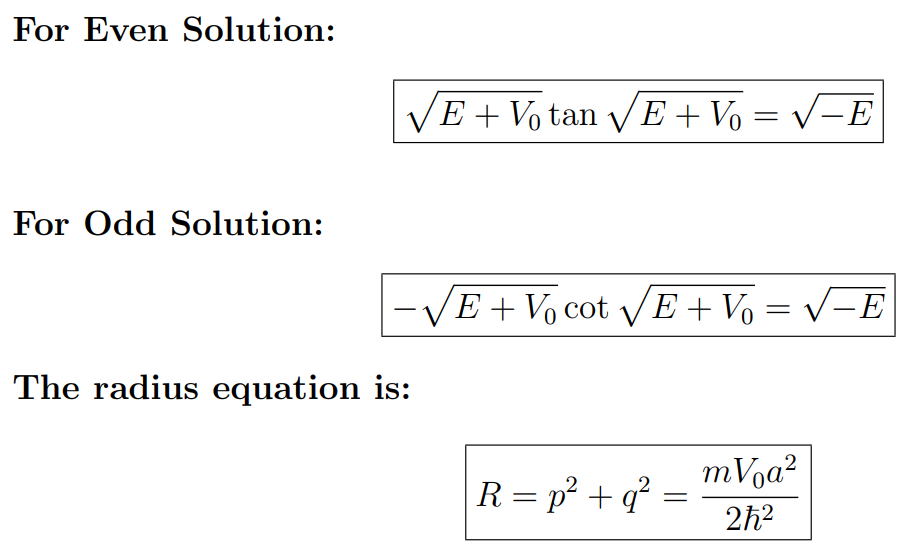 For Even Solution:
√(E + V₀) tan √(E + V₀) = √(−E)
For Odd Solution:
−√(E + V₀) cot √(E + V₀) = √(−E)
The radius equation is:
R = p² + q² = mV₀a² / 2ħ²